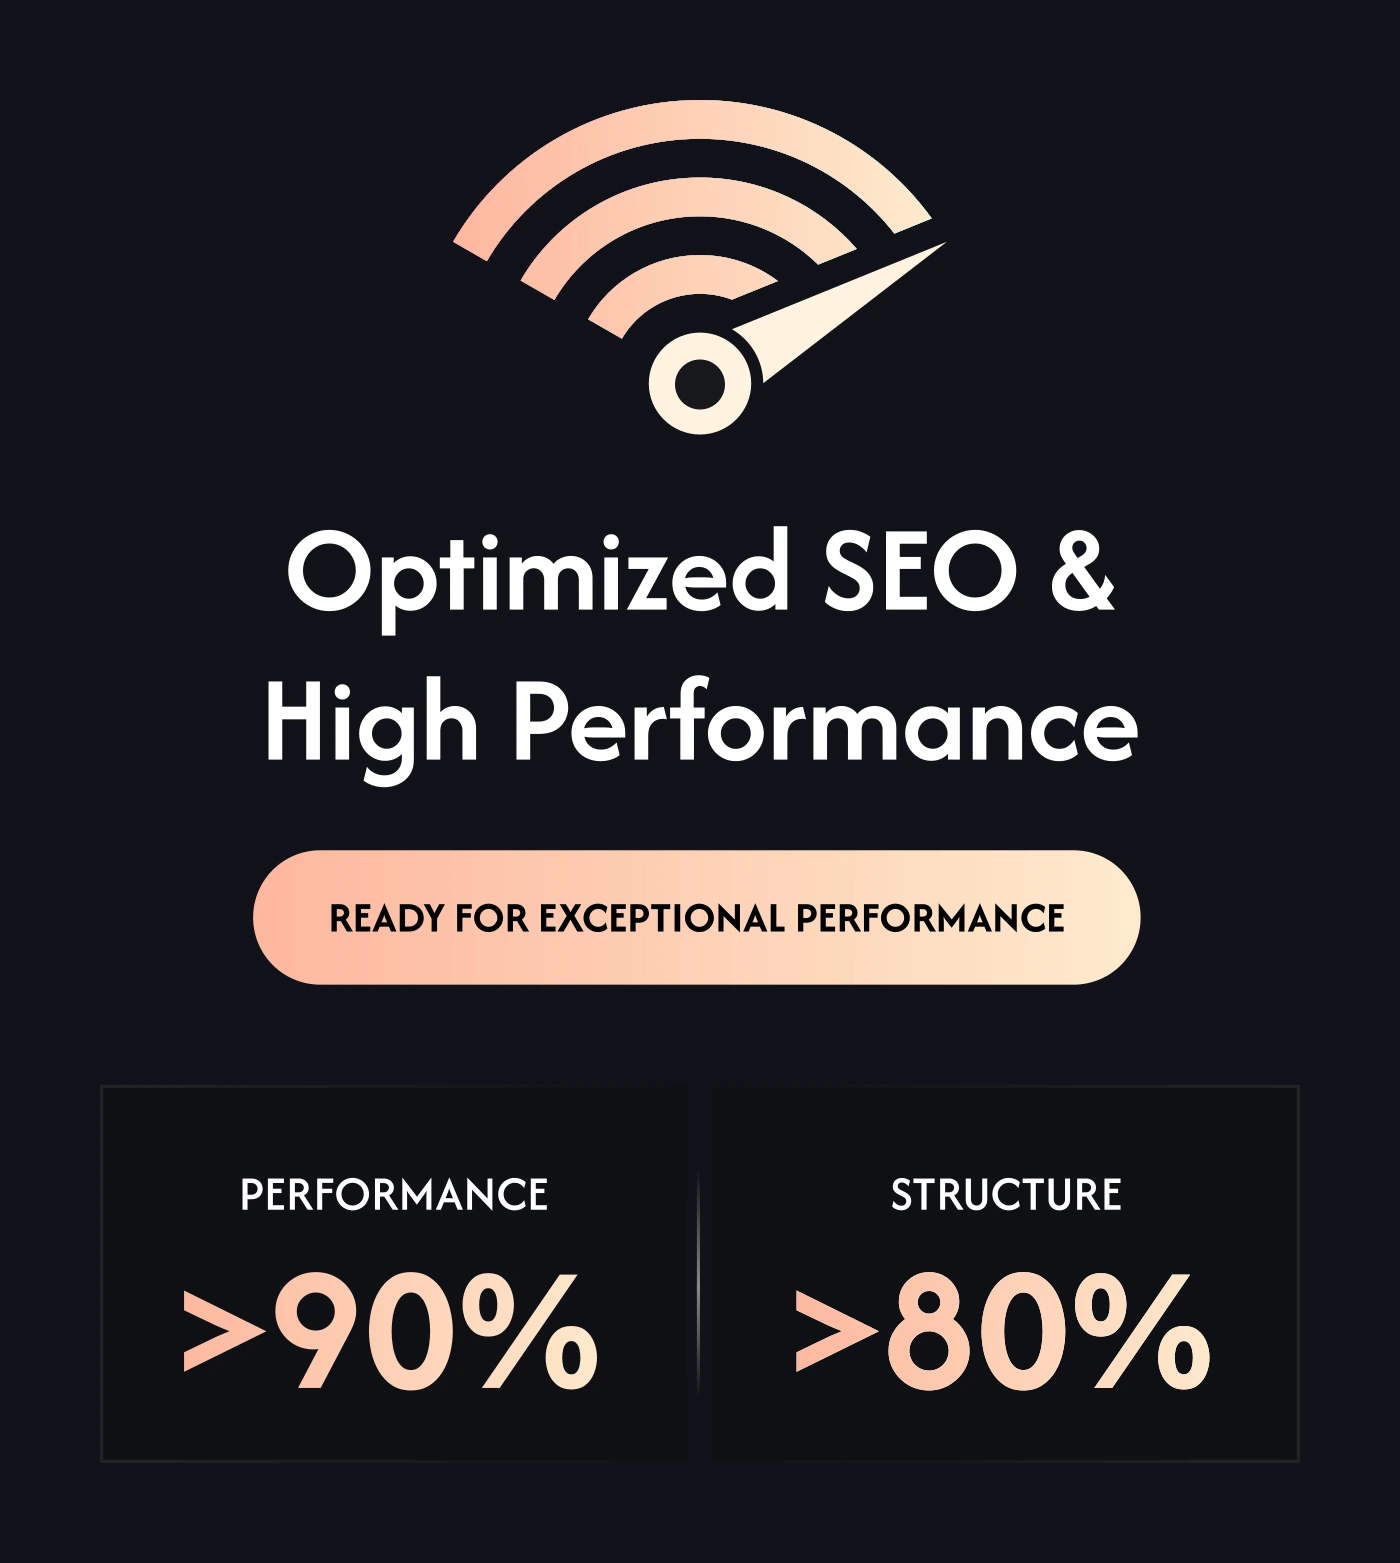 Optimized SEO &
High Performance
READY FOR EXCEPTIONAL PERFORMANCE
PERFORMANCE
>90%
STRUCTURE
>80%